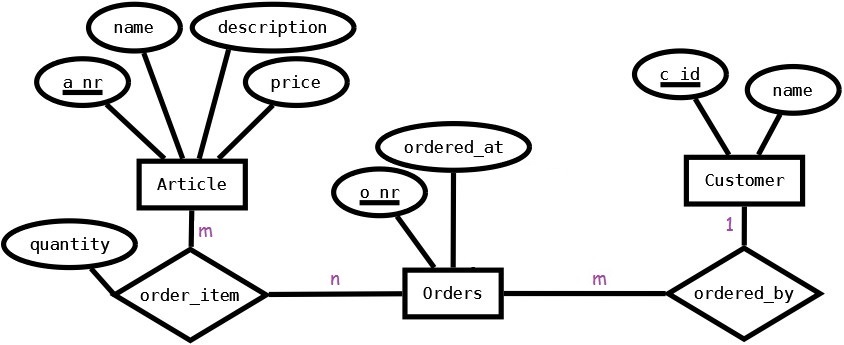 name
description
a_nr
price
Article
m
quantity
order_item
n
ordered_at
o_nr
Orders
m
c_id
name
Customer
1
ordered_by